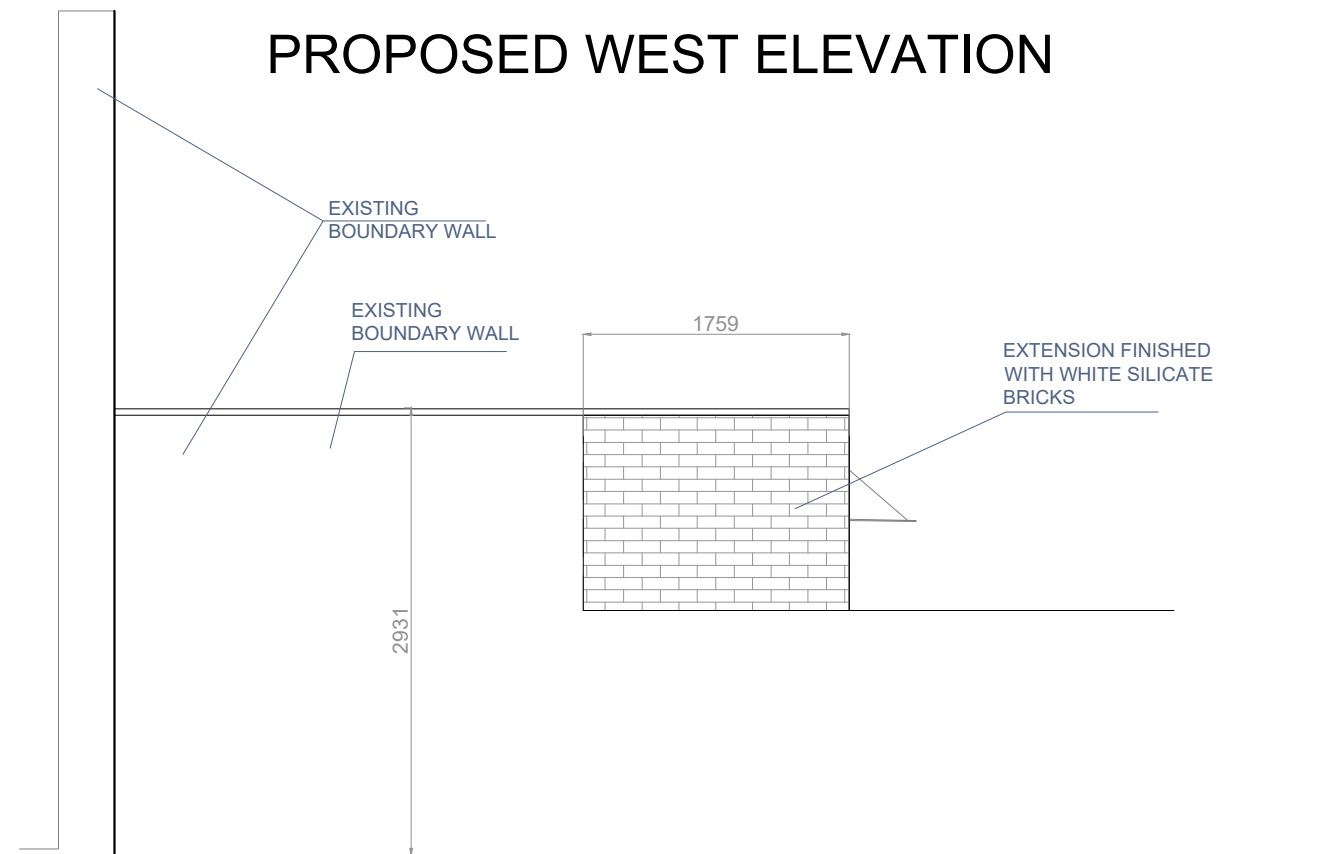 PROPOSED WEST ELEVATION
EXISTING
BOUNDARY WALL
EXISTING
BOUNDARY WALL
1759
EXTENSION FINISHED
WITH WHITE SILICATE
BRICKS
2931